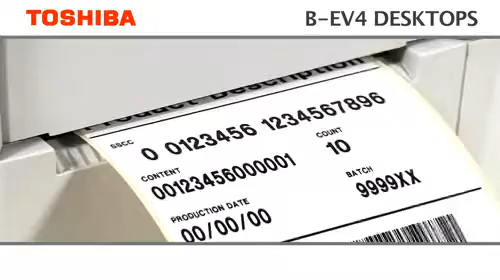 TOSHIBA
B-EV4 DESKTOPS
Product Description
SSCC
0 0123456 1234567896
CONTENT
00123456000001
COUNT
10
PRODUCTION DATE
00/00/00
BATCH
9999XX